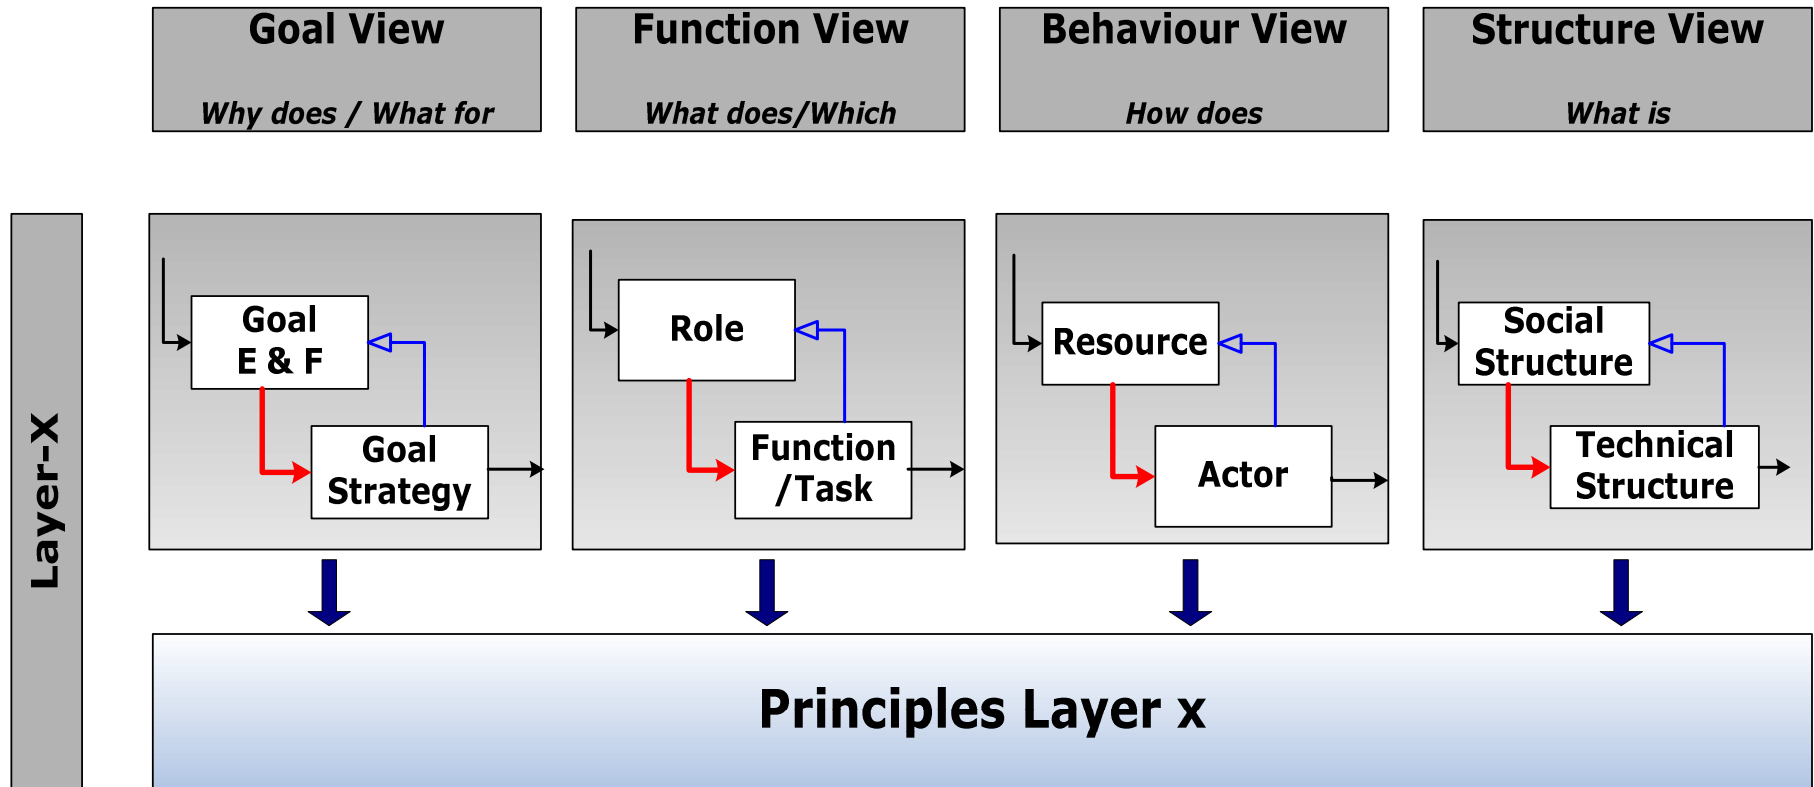 Goal View
Why does / What for
Function View
What does/Which
Behaviour View
How does
Structure View
What is
Layer-X
Goal
E & F
Goal
Strategy
Role
Function
/Task
Resource
Actor
Social
Structure
Technical
Structure
Principles Layer x